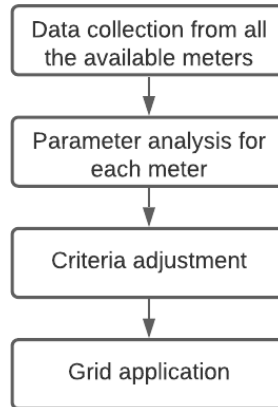 Data collection from all
the available meters
Parameter analysis for
each meter
Criteria adjustment
Grid application